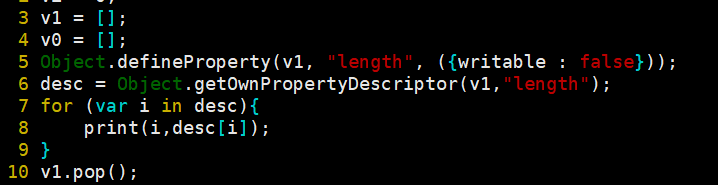 3 v1 = [];
4 v0 = [];
5 Object.defineProperty(v1, "length", ({writable : false}));
6 desc = Object.getOwnPropertyDescriptor(v1,"length");
7 for (var i in desc){
8     print(i,desc[i]);
9 }
10 v1.pop();